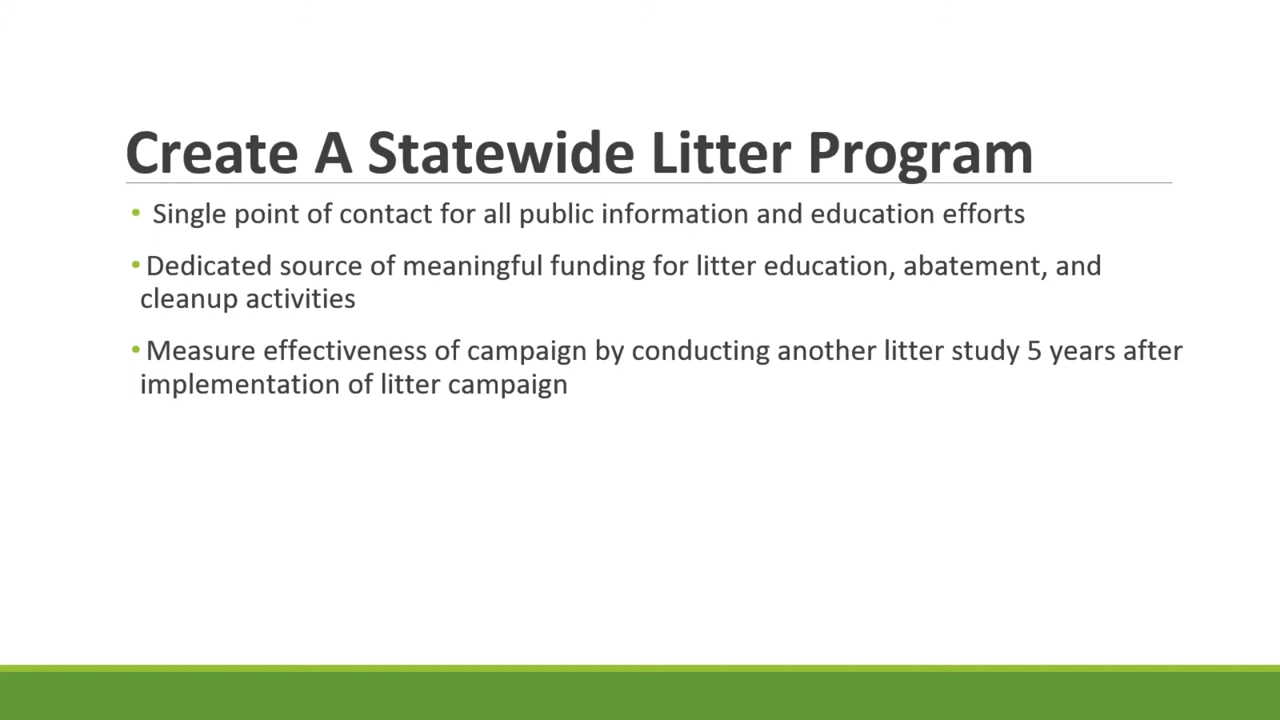 Create A Statewide Litter Program
• Single point of contact for all public information and education efforts
• Dedicated source of meaningful funding for litter education, abatement, and
cleanup activities
• Measure effectiveness of campaign by conducting another litter study 5 years after
implementation of litter campaign